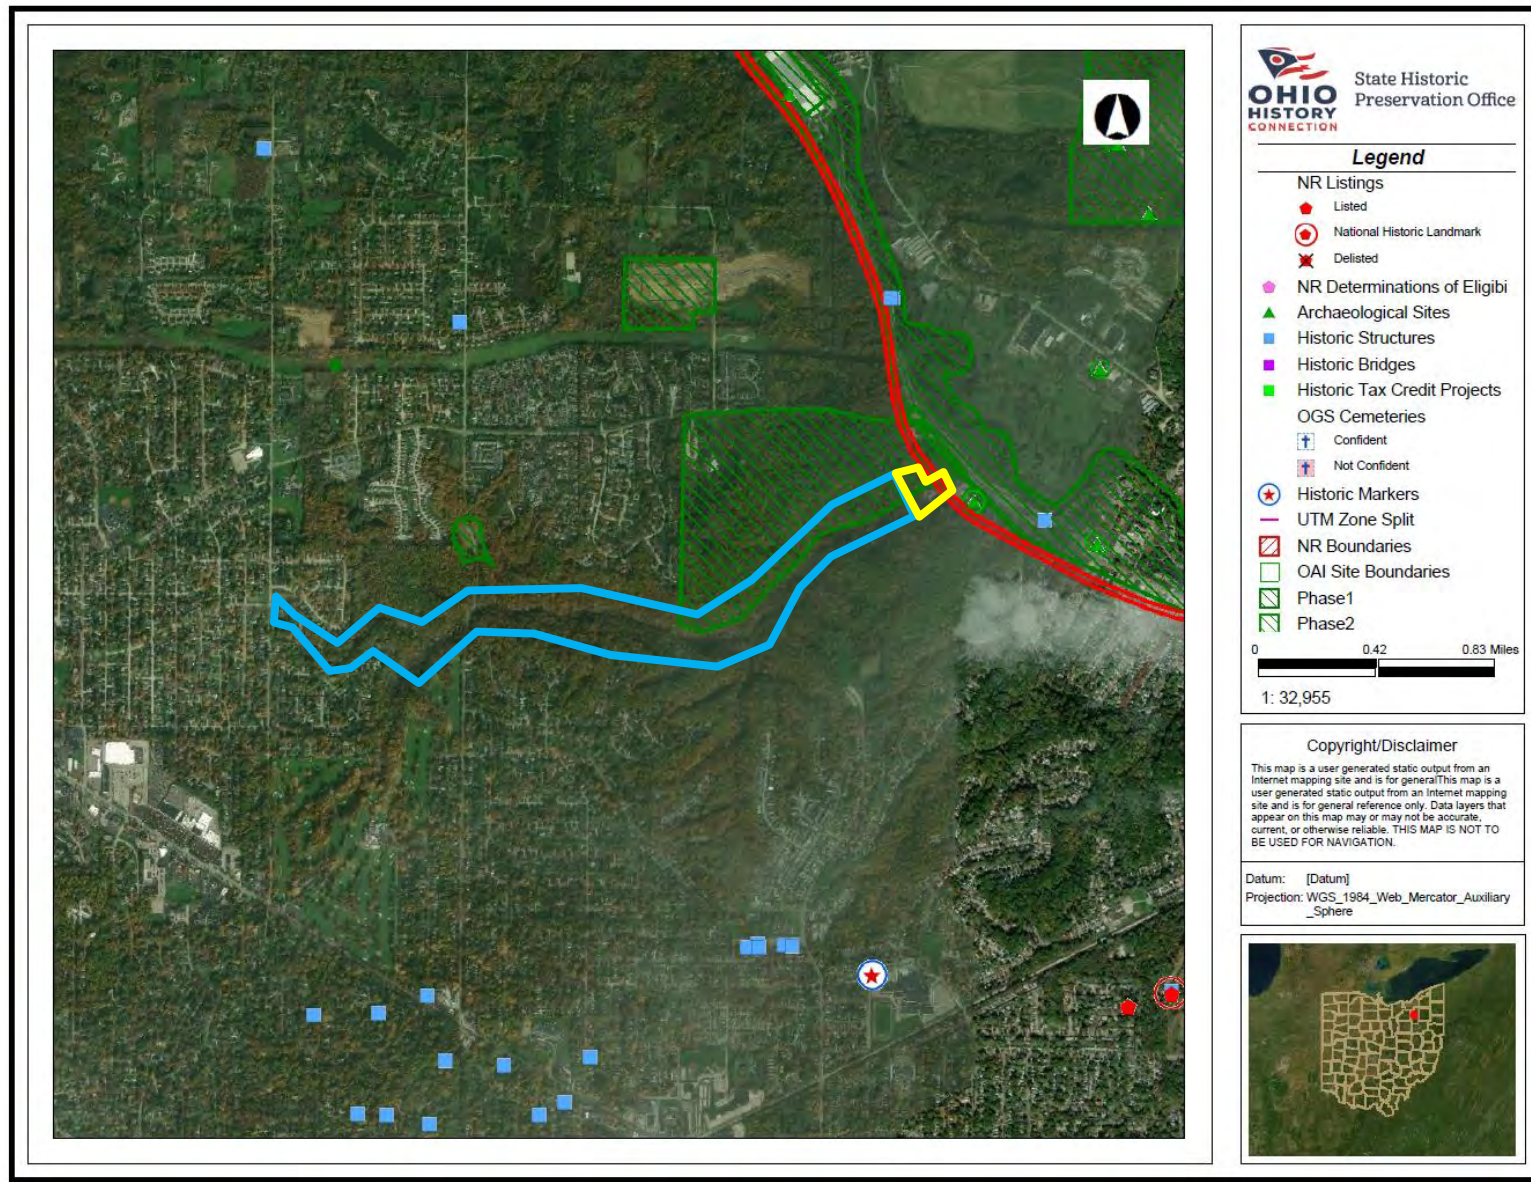 OHIO
HISTORY
CONNECTION
State Historic
Preservation Office
Legend
NR Listings
Listed
National Historic Landmark
Delisted
NR Determinations of Eligibi
Archaeological Sites
Historic Structures
Historic Bridges
Historic Tax Credit Projects
OGS Cemeteries
Confident
Not Confident
Historic Markers
UTM Zone Split
NR Boundaries
OAI Site Boundaries
Phase1
Phase2
0 0.42 0.83 Miles
1: 32,955
Copyright/Disclaimer
This map is a user generated static output from an
Internet mapping site and is for generalThis map is a
user generated static output from an Internet mapping
site and is for general reference only. Data layers that
appear on this map may or may not be accurate,
current, or otherwise reliable. THIS MAP IS NOT TO
BE USED FOR NAVIGATION.
Datum: [Datum]
Projection: WGS_1984_Web_Mercator_Auxiliary
_Sphere